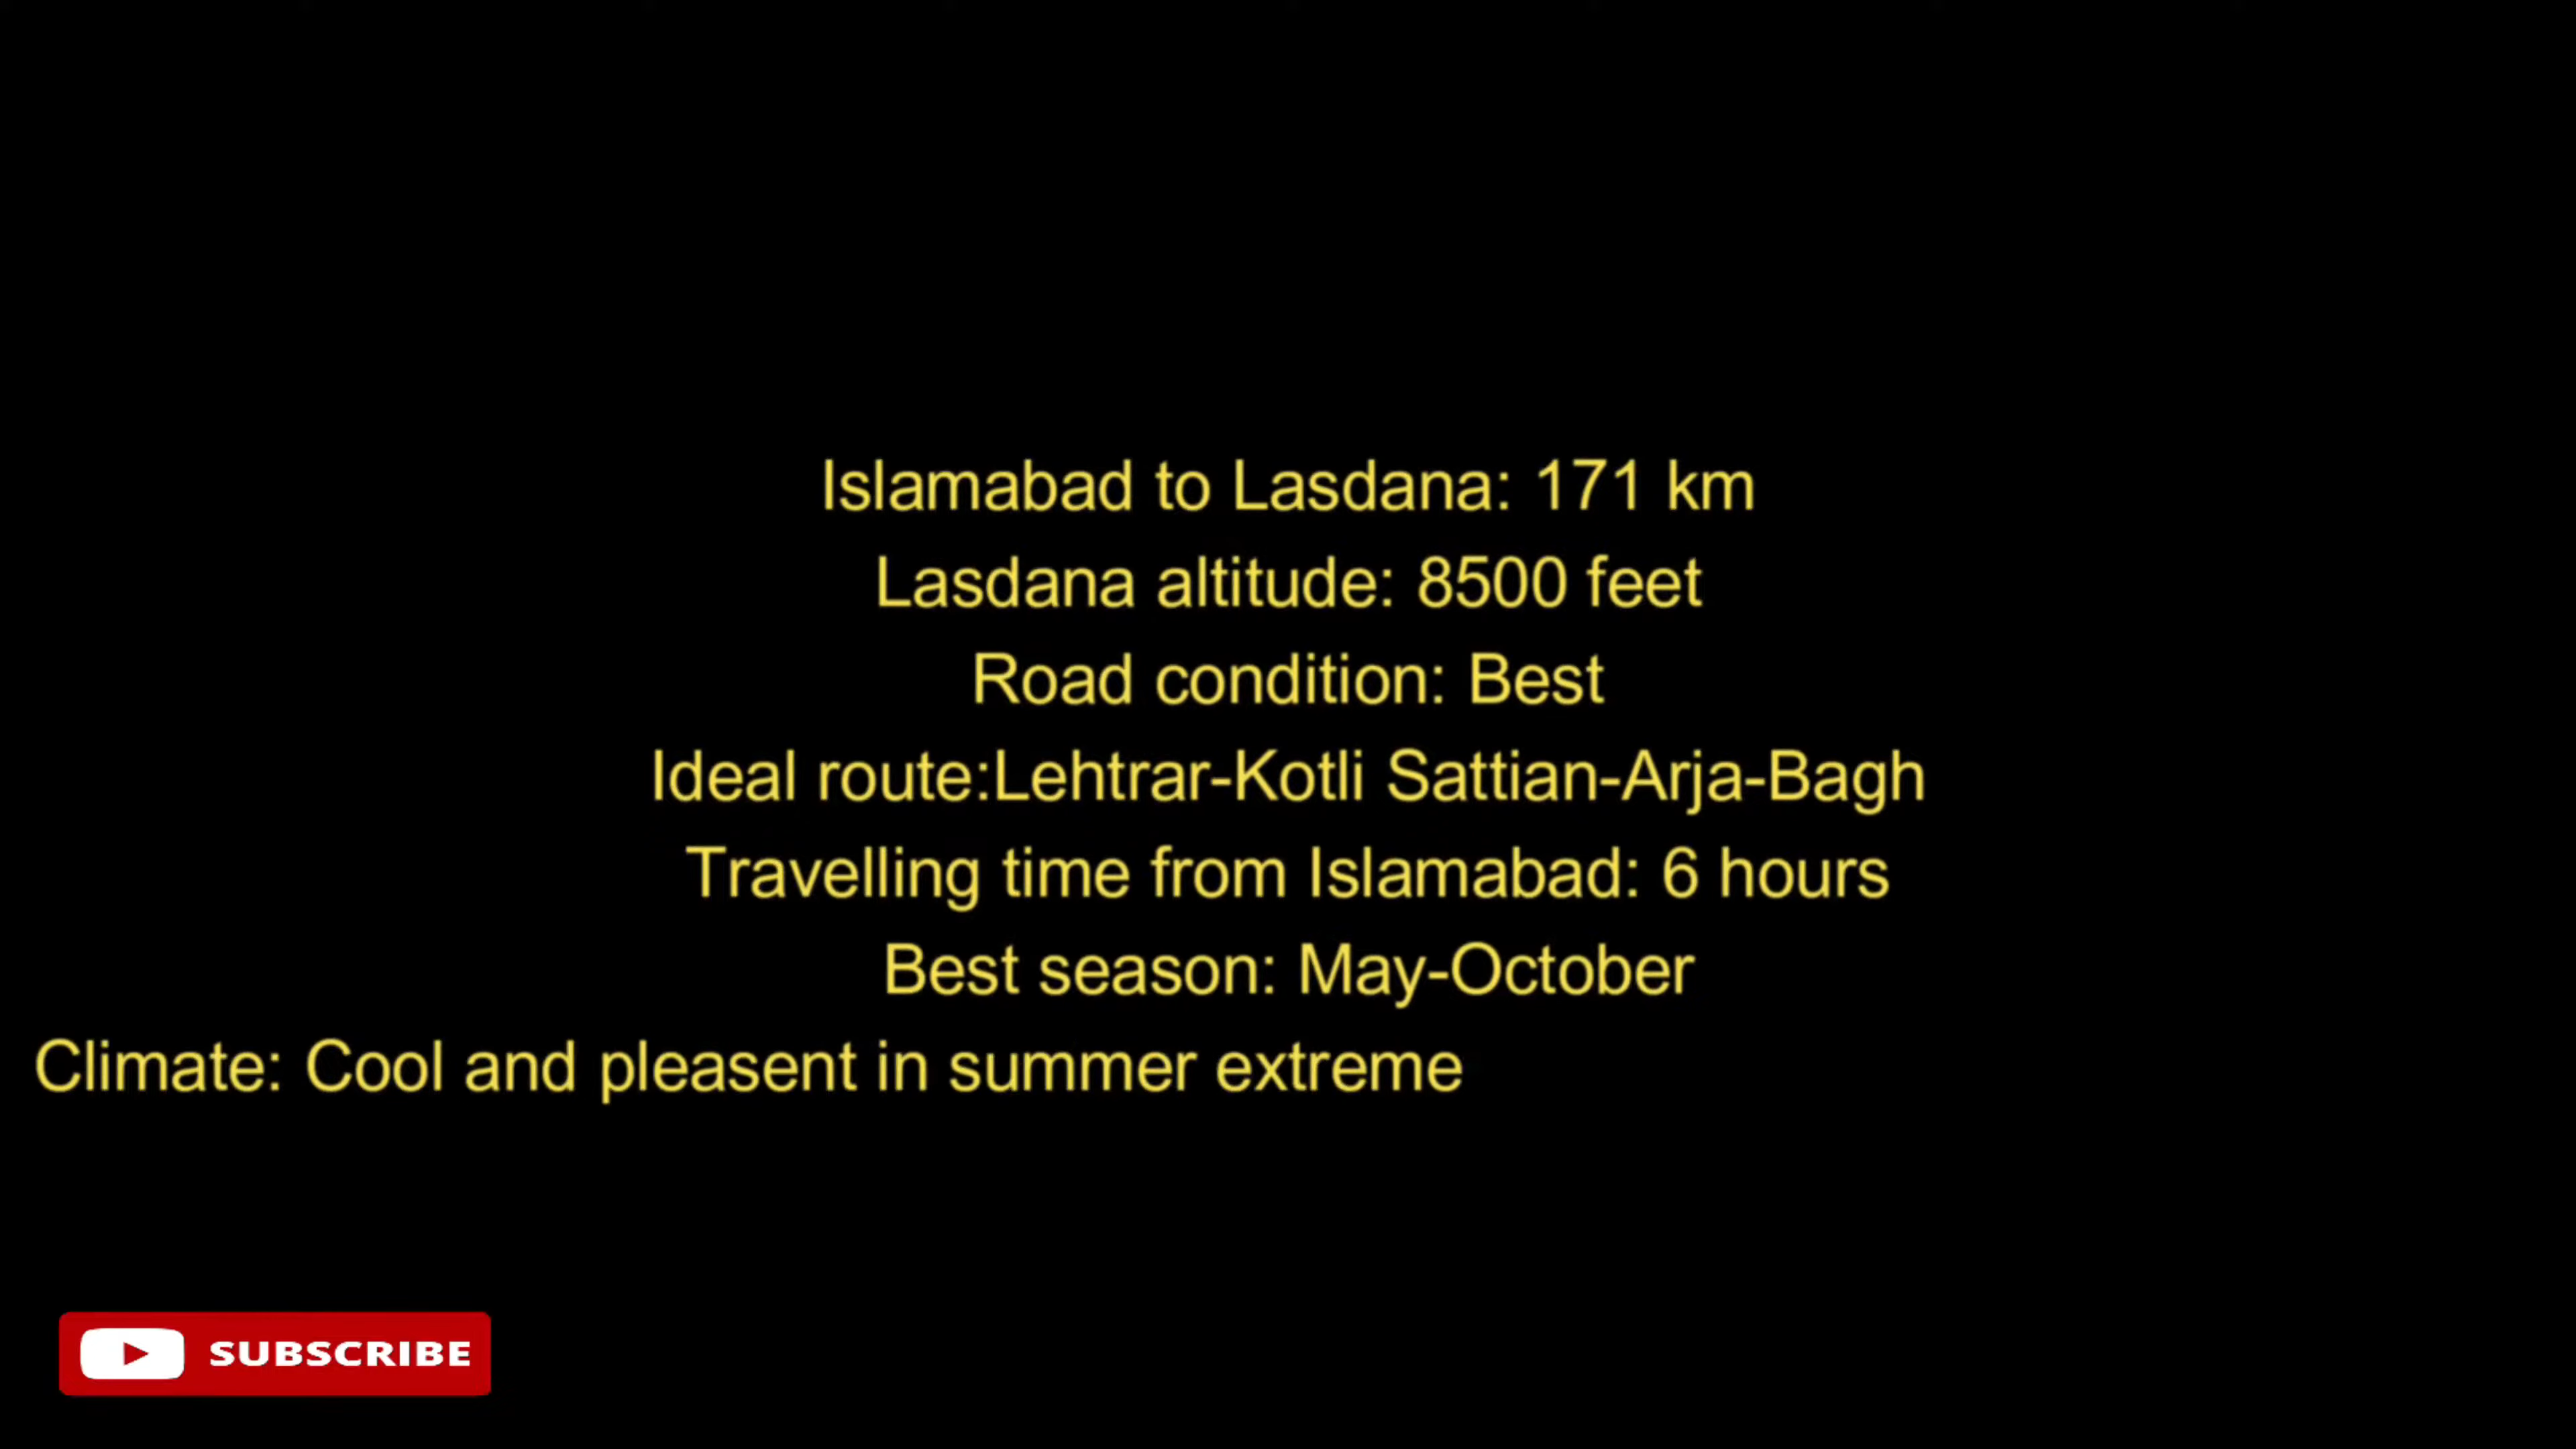 Islamabad to Lasdana: 171 km
Lasdana altitude: 8500 feet
Road condition: Best
Ideal route:Lehtrar-Kotli Sattian-Arja-Bagh
Travelling time from Islamabad: 6 hours
Best season: May-October
Climate: Cool and pleasent in summer extreme
SUBSCRIBE